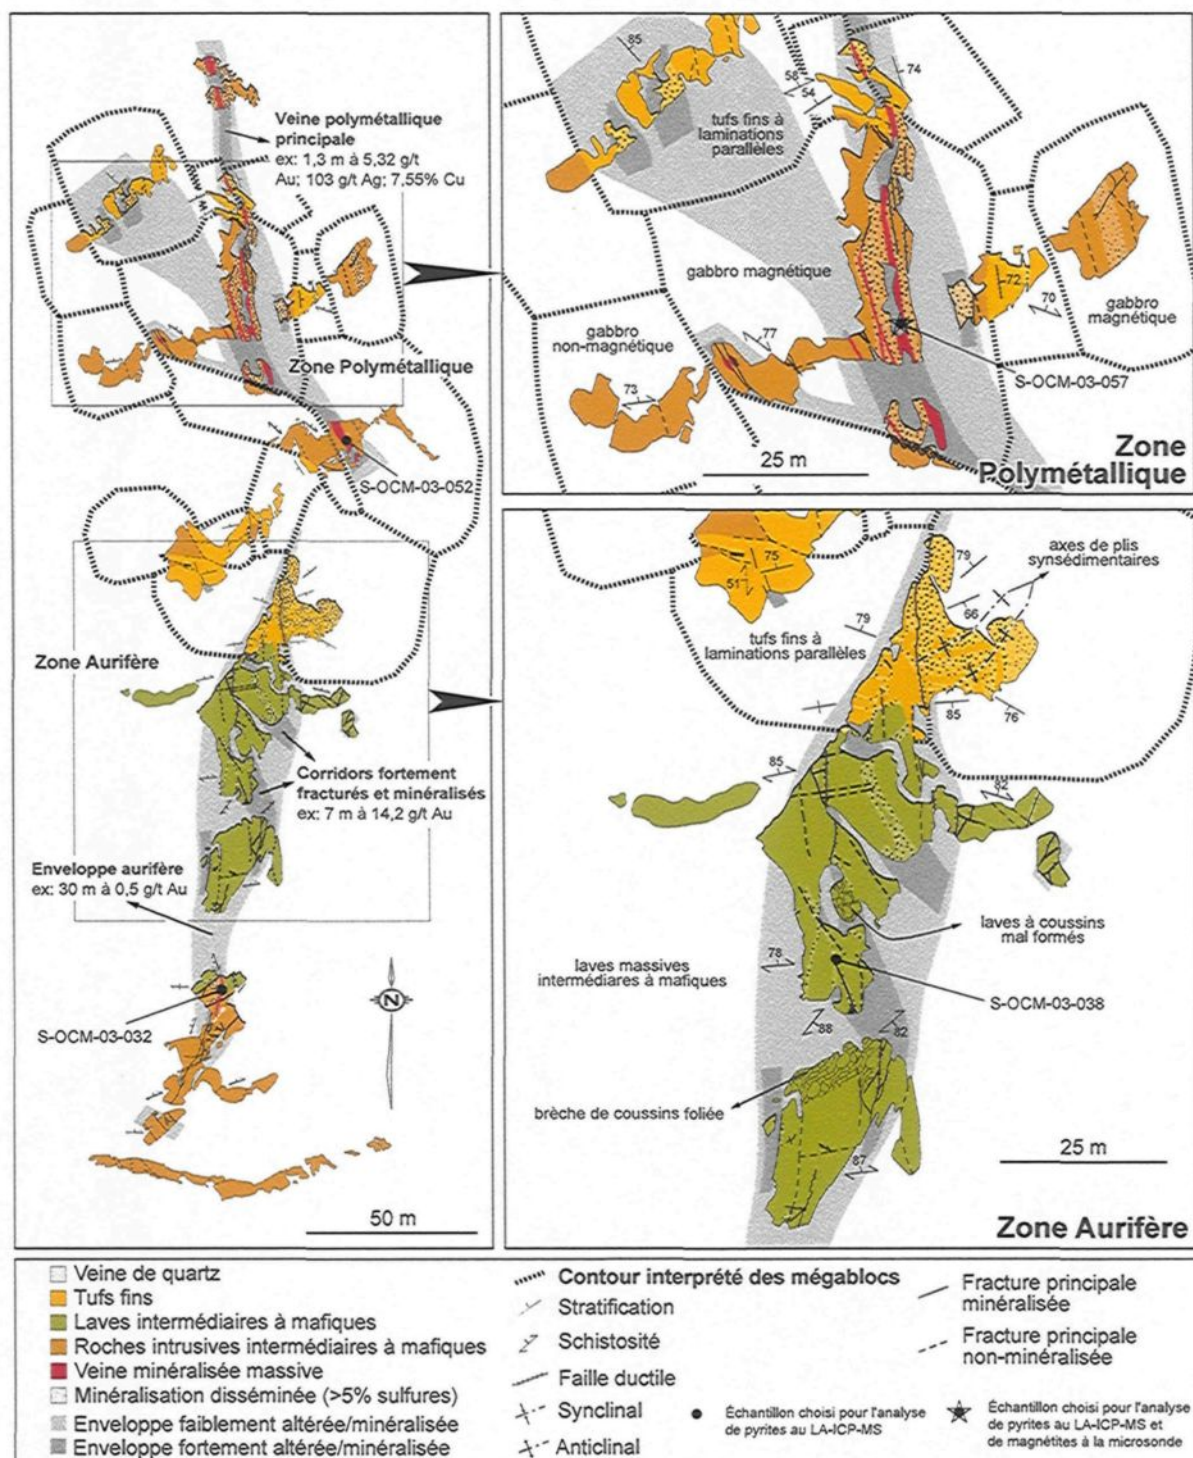 Veine polymétallique
principale
ex: 1,3 m à 5,32 g/t
Au; 103 g/t Ag; 7,55% Cu
Zone Polymétallique
S-OCM-03-052
Zone Aurifère
Corridors fortement
fracturés et minéralisés
ex: 7 m à 14,2 g/t Au
Enveloppe aurifère
ex: 30 m à 0,5 g/t Au
N
S-OCM-03-032
50 m
85
74
58
54
tufs fins à
laminations
parallèles
gabbro magnétique
72
70
gabbro
magnétique
gabbro
non-magnétique
77
73
S-OCM-03-057
25 m
Zone
Polymétallique
axes de plis
synsédimentaires
79
75
51
66
79
tufs fins à
laminations parallèles
85
76
85
82
laves à coussins
mal formés
78
laves massives
intermédiares à mafiques
S-OCM-03-038
88
82
brèche de coussins foliée
87
25 m
Zone Aurifère
Veine de quartz
Tufs fins
Laves intermédiaires à mafiques
Roches intrusives intermédiaires à mafiques
Veine minéralisée massive
Minéralisation disséminée (>5% sulfures)
Enveloppe faiblement altérée/minéralisée
Enveloppe fortement altérée/minéralisée
Contour interprété des mégablocs
Stratification
Schistosité
Faille ductile
Synclinal
Anticlinal
Fracture principale
minéralisée
Fracture principale
non-minéralisée
Échantillon choisi pour l'analyse
de pyrites au LA-ICP-MS
Échantillon choisi pour l'analyse
de pyrites au LA-ICP-MS et
de magnétites à la microsonde